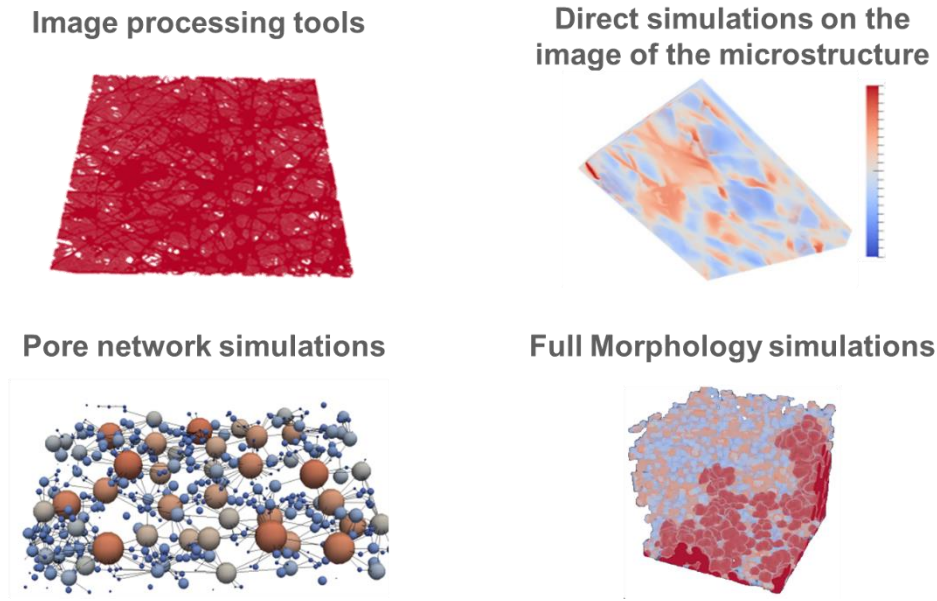 Image processing tools
Direct simulations on the
image of the microstructure
Pore network simulations
Full Morphology simulations